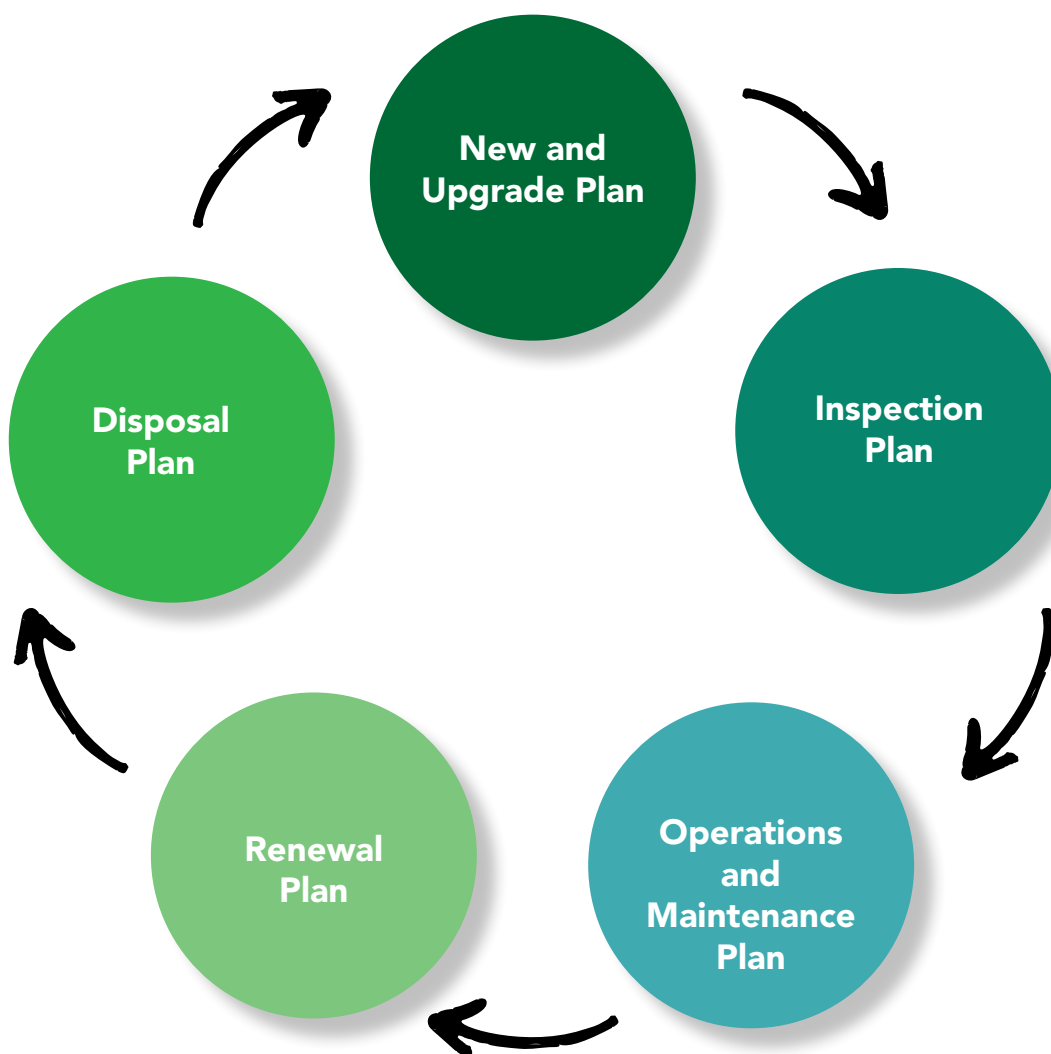 New and
Upgrade Plan
Inspection
Plan
Operations
and
Maintenance
Plan
Renewal
Plan
Disposal
Plan